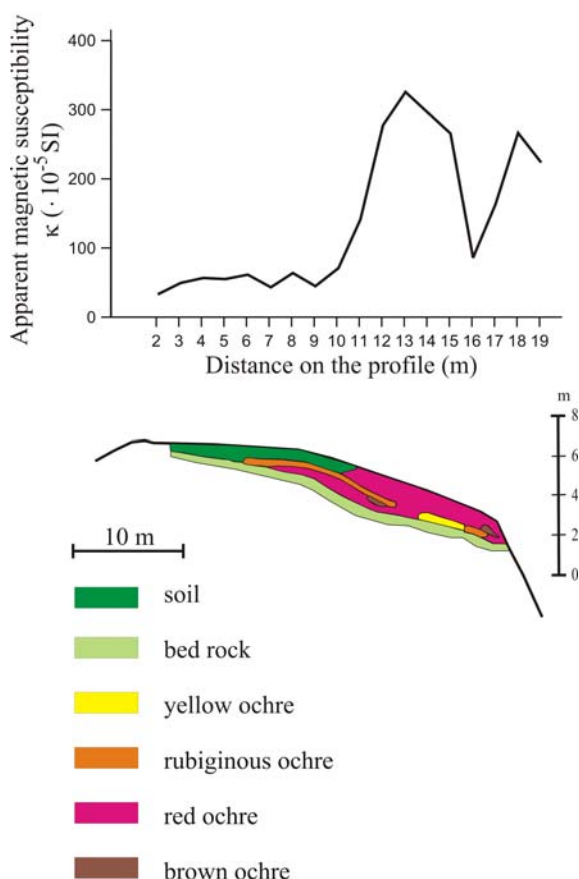 Apparent magnetic susceptibility
κ ( · 10⁻⁵ SI)
400
300
200
100
0
2 3 4 5 6 7 8 9 10 11 12 13 14 15 16 17 18 19
Distance on the profile (m)
m
8
6
4
2
0
10 m
soil
bed rock
yellow ochre
rubiginous ochre
red ochre
brown ochre